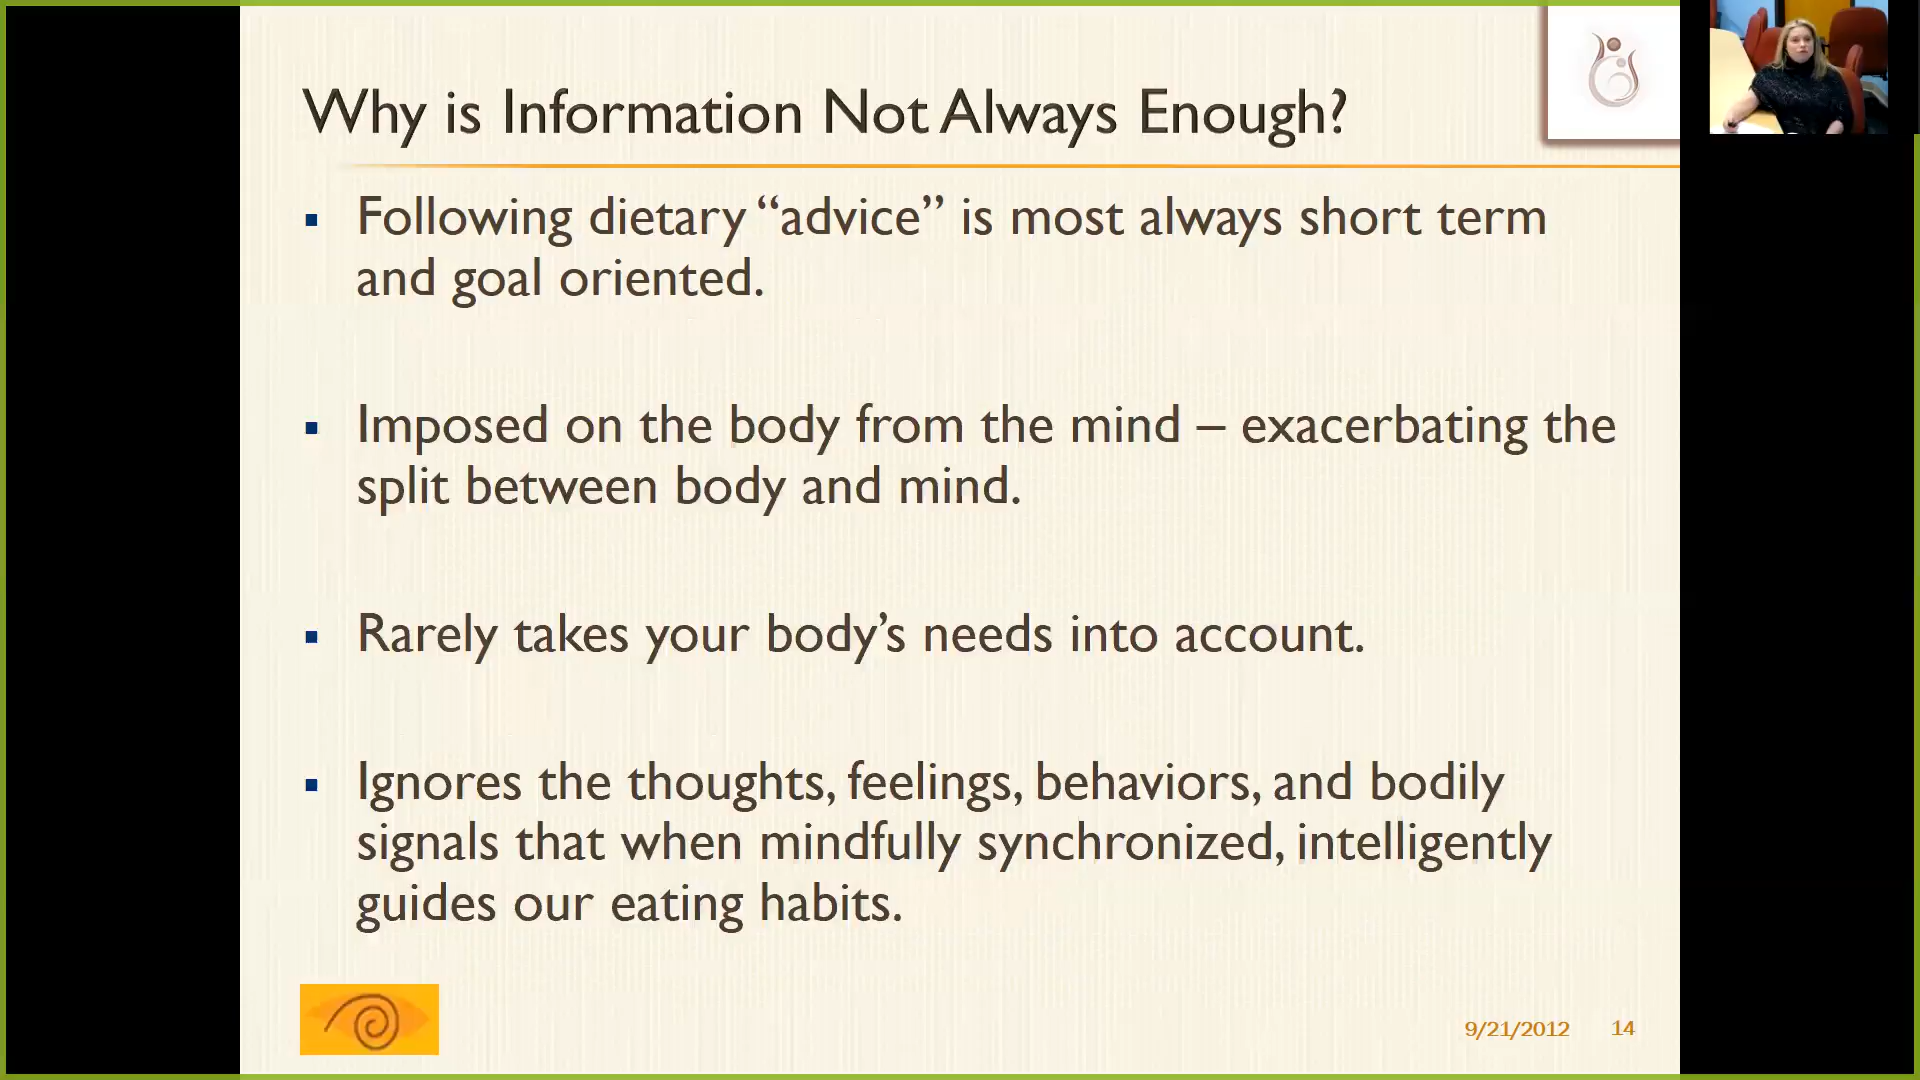 Why is Information Not Always Enough?
Following dietary “advice” is most always short term
and goal oriented.
Imposed on the body from the mind – exacerbating the
split between body and mind.
Rarely takes your body’s needs into account.
Ignores the thoughts, feelings, behaviors, and bodily
signals that when mindfully synchronized, intelligently
guides our eating habits.
9/21/2012 14